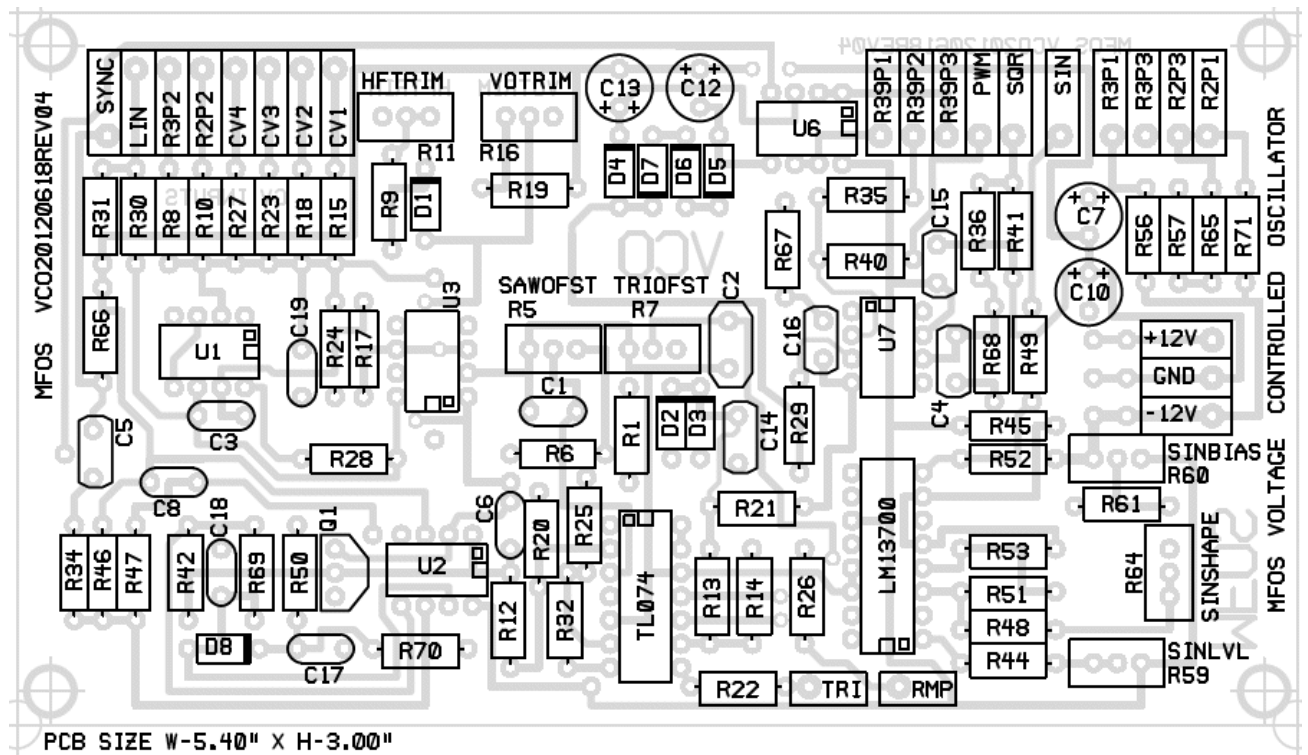 MFOS VCO20120618REV04
SYNC
LIN
R3P2
R2P2
CV4
CV3
CV2
CV1
HFTRIM
R11
VOTRIM
R16
C13
C12
U6
R39P1
R39P2
R39P3
PWM
SQR
SIN
R3P1
R3P3
R2P3
R2P1
MFOS VCO20120618REV04
CV INPUTS
R31
R30
R8
R10
R27
R23
R18
R15
R9
D1
R19
D4
D7
D6
D5
VCO
R67
R35
R40
C15
R36
R41
C7
C10
R56
R57
R65
R71
R66
U1
C19
R24
R17
U3
SAWOFST
R5
TRIOFST
R7
C2
C16
U7
C4
R68
R49
+12V
GND
-12V
C5
C3
R28
C1
R6
R1
D2
D3
C14
R29
R45
R52
SINBIAS
R60
C8
C18
Q1
C6
R20
R25
R21
LM13700
R61
R34
R46
R47
R42
R69
R50
U2
R12
R32
TL074
R13
R14
R26
R53
R51
R48
R44
R64
SINSHAPE
D8
C17
R70
R22
TRI
RMP
SINLVL
R59
MFOS VOLTAGE CONTROLLED OSCILLATOR
PCB SIZE W-5.40" X H-3.00"